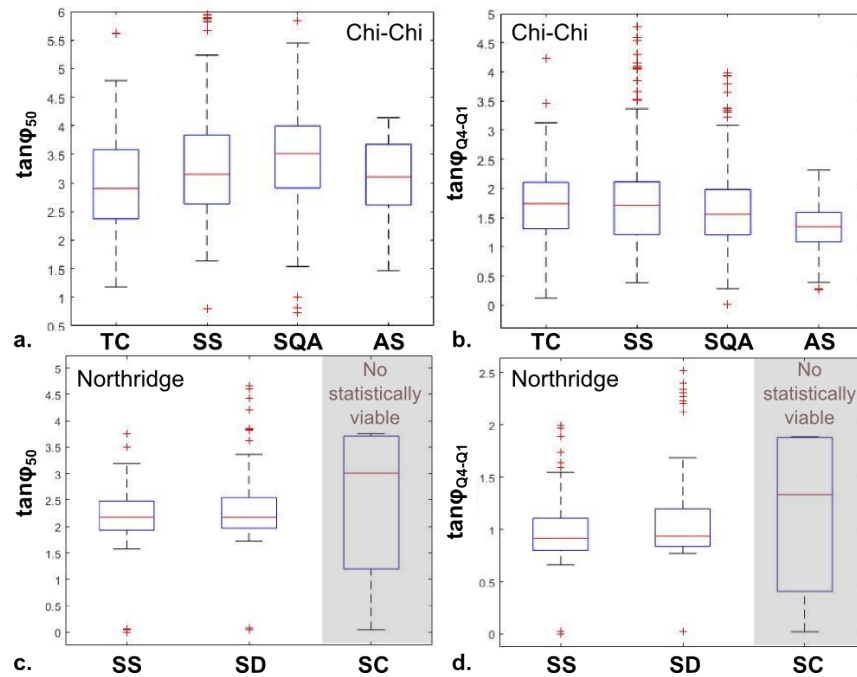 6
5.5
5
4.5
4
3.5
3
2.5
2
1.5
1
0.5
tanφ50
Chi-Chi
a.
TC SS SQA AS
5
4.5
4
3.5
3
2.5
2
1.5
1
0.5
0
tanφQ4-Q1
Chi-Chi
b.
TC SS SQA AS
5
4.5
4
3.5
3
2.5
2
1.5
1
0.5
0
tanφ50
Northridge
No
statistically
viable
c.
SS SD SC
2.5
2
1.5
1
0.5
0
tanφQ4-Q1
Northridge
No
statistically
viable
d.
SS SD SC